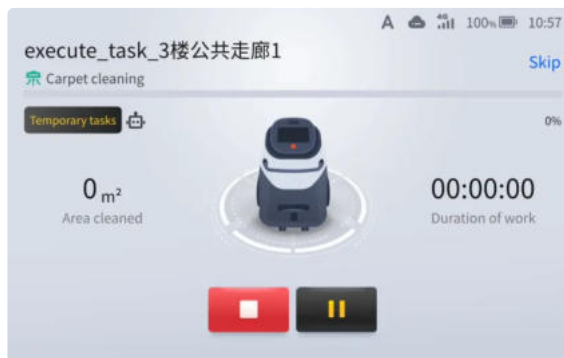 A 4G 100% 10:57
execute_task_3楼公共走廊1
Skip
Carpet cleaning
Temporary tasks
0%
0 m²
Area cleaned
00:00:00
Duration of work